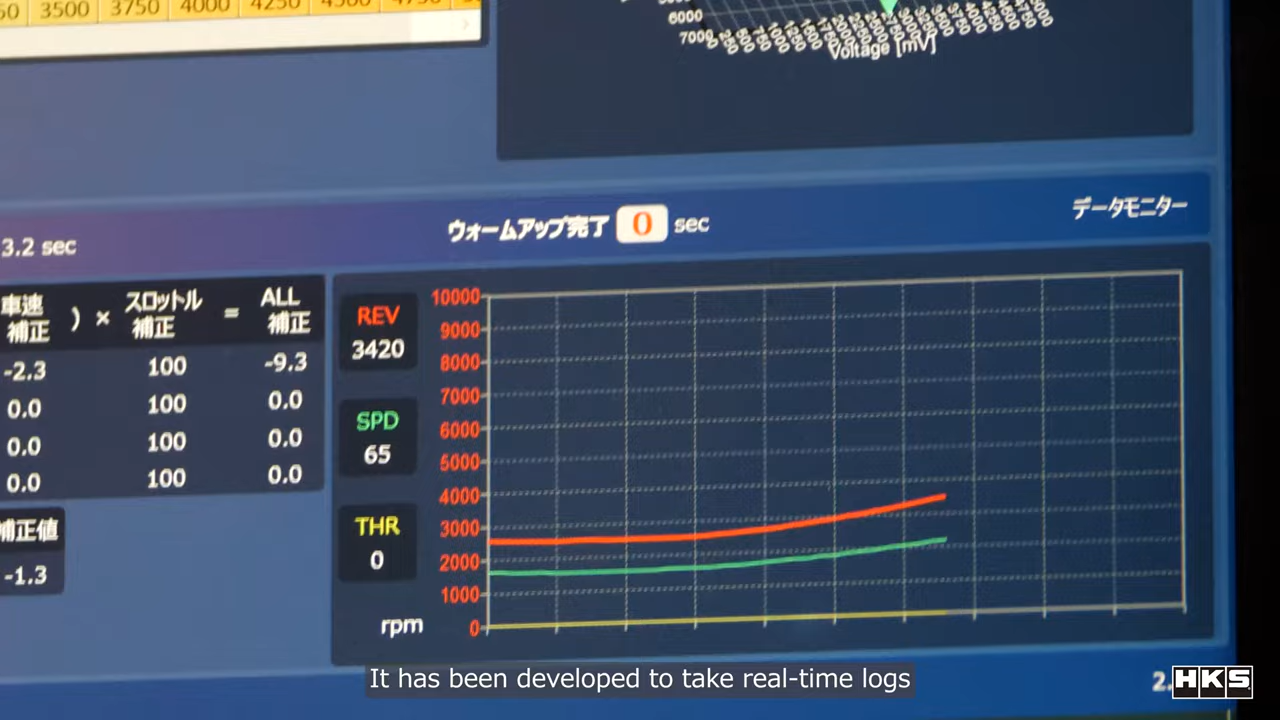 3500 3750 4000 4250 4500 4750
6000
7000
Voltage [mV]
3.2 sec
ウォームアップ完了 0 sec
データモニター
車速補正 ) × スロットル補正 = ALL補正
-2.3 100 -9.3
0.0 100 0.0
0.0 100 0.0
0.0 100 0.0
補正値
-1.3
REV
3420
SPD
65
THR
0
rpm
10000
9000
8000
7000
6000
5000
4000
3000
2000
1000
0
It has been developed to take real-time logs
2.
HKS